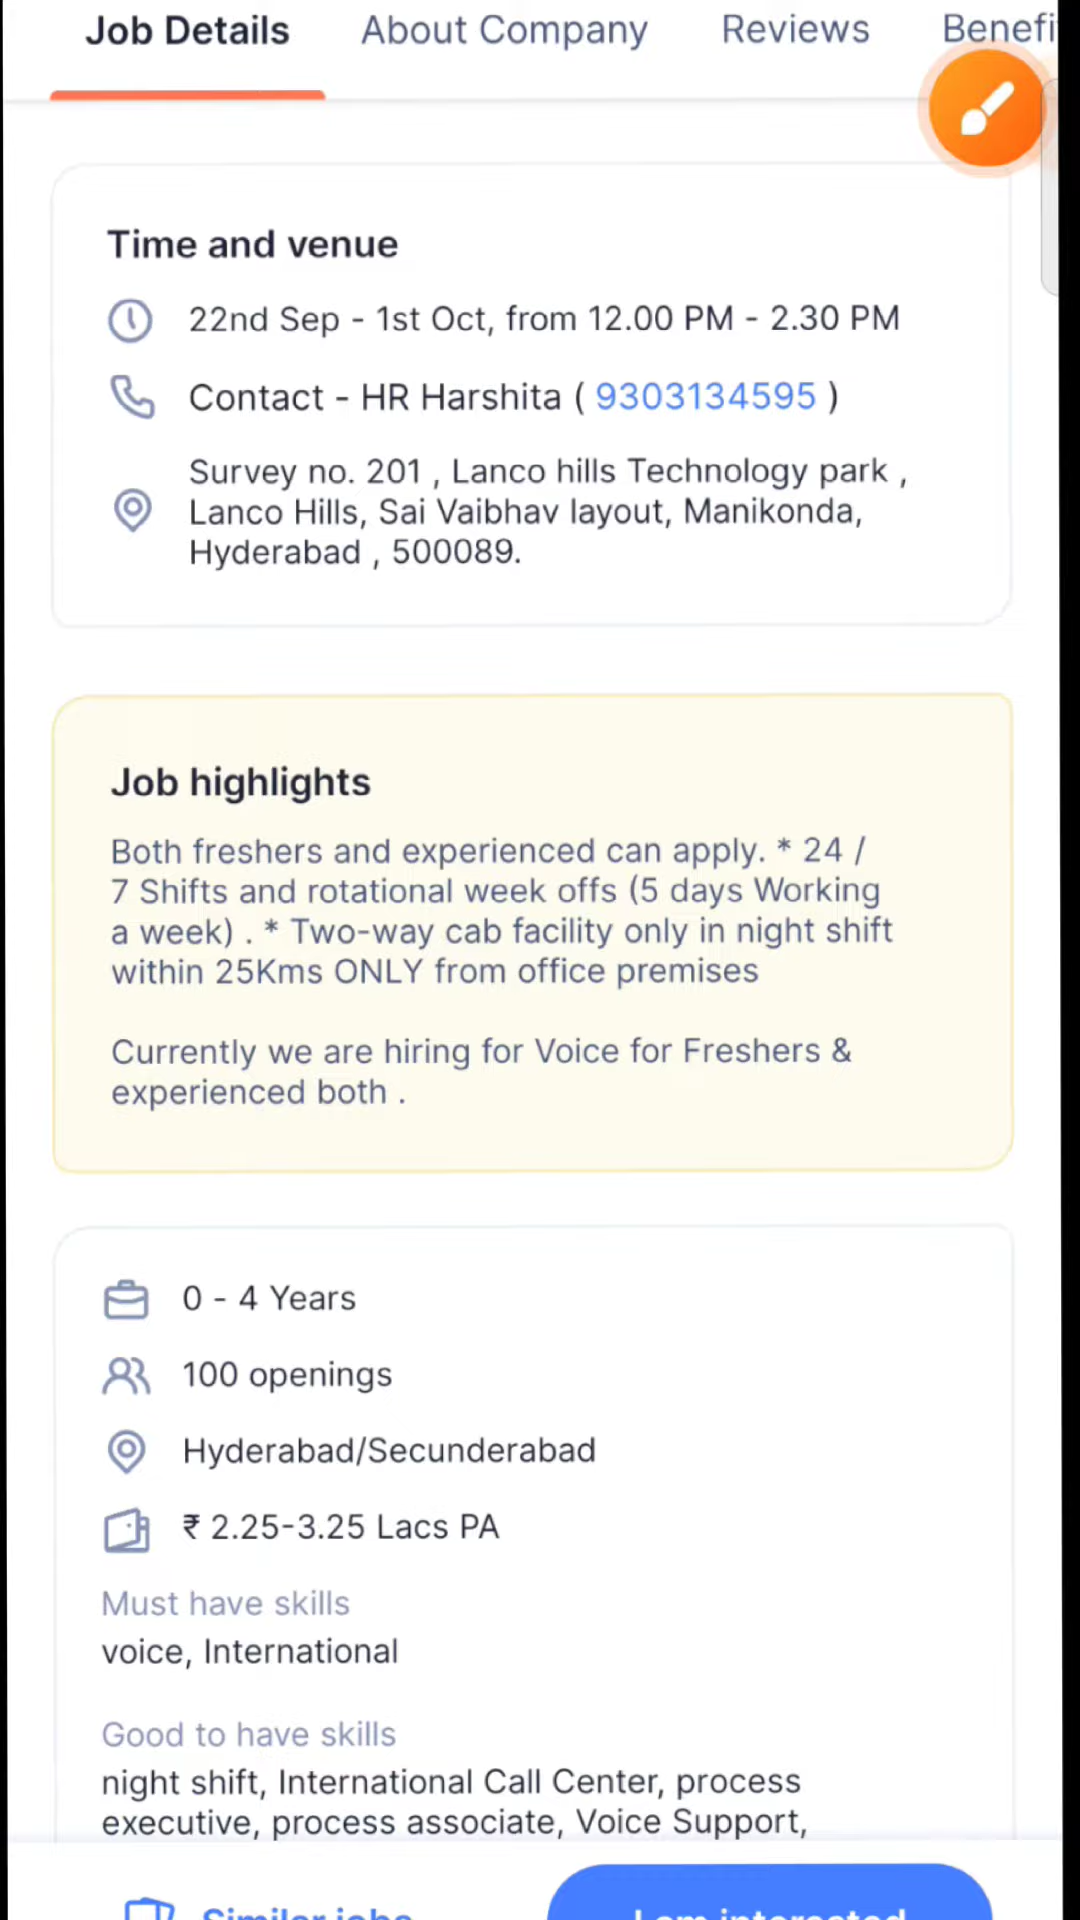 Job Details About Company Reviews Benefi
Time and venue
22nd Sep - 1st Oct, from 12.00 PM - 2.30 PM
Contact - HR Harshita ( 9303134595 )
Survey no. 201 , Lanco hills Technology park ,
Lanco Hills, Sai Vaibhav layout, Manikonda,
Hyderabad , 500089.
Job highlights
Both freshers and experienced can apply. * 24 /
7 Shifts and rotational week offs (5 days Working
a week) . * Two-way cab facility only in night shift
within 25Kms ONLY from office premises
Currently we are hiring for Voice for Freshers &
experienced both .
0 - 4 Years
100 openings
Hyderabad/Secunderabad
₹ 2.25-3.25 Lacs PA
Must have skills
voice, International
Good to have skills
night shift, International Call Center, process
executive, process associate, Voice Support,
Similar jobs I am interested